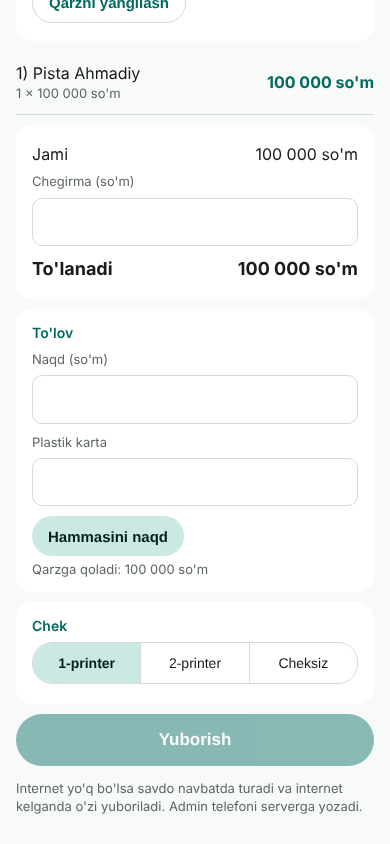 Qarzni yangilash
1) Pista Ahmadiy
100 000 so'm
1 × 100 000 so'm
Jami
100 000 so'm
Chegirma (so'm)
To'lanadi
100 000 so'm
To'lov
Naqd (so'm)
Plastik karta
Hammasini naqd
Qarzga qoladi: 100 000 so'm
Chek
1-printer
2-printer
Cheksiz
Yuborish
Internet yo'q bo'lsa savdo navbatda turadi va internet
kelganda o'zi yuboriladi. Admin telefoni serverga yozadi.